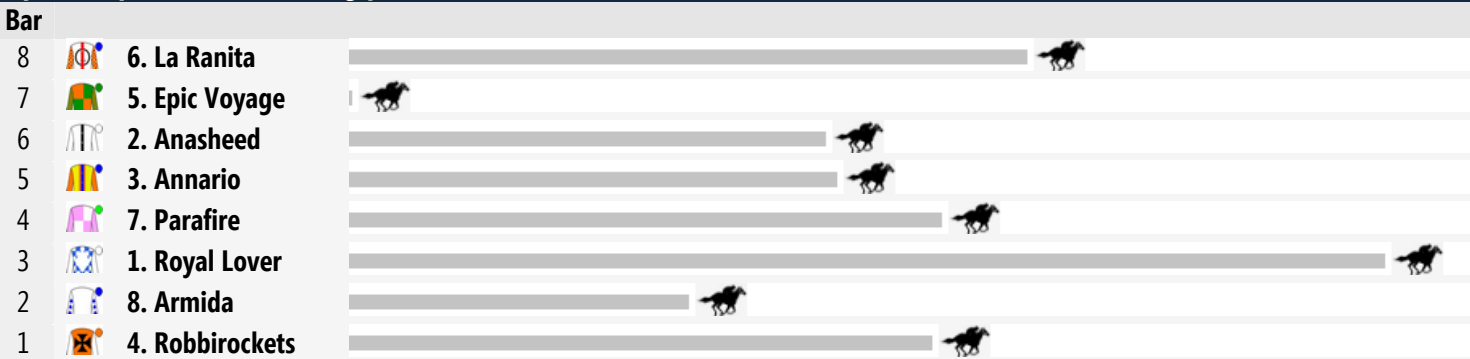 Bar
8 6. La Ranita
7 5. Epic Voyage
6 2. Anasheed
5 3. Annario
4 7. Parafire
3 1. Royal Lover
2 8. Armida
1 4. Robbirockets